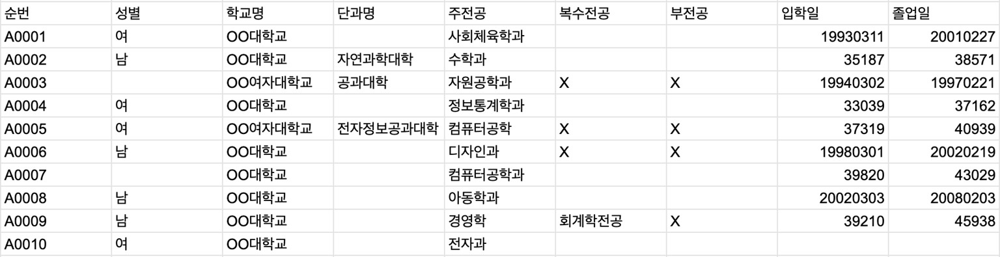 순번 성별 학교명 단과명 주전공 복수전공 부전공 입학일 졸업일
A0001 여 OO대학교 사회체육학과 19930311 20010227
A0002 남 OO대학교 자연과학대학 수학과 35187 38571
A0003 OO여자대학교 공과대학 자원공학과 X X 19940302 19970221
A0004 여 OO대학교 정보통계학과 33039 37162
A0005 여 OO여자대학교 전자정보공과대학 컴퓨터공학 X X 37319 40939
A0006 남 OO대학교 디자인과 X X 19980301 20020219
A0007 OO대학교 컴퓨터공학과 39820 43029
A0008 남 OO대학교 아동학과 20020303 20080203
A0009 남 OO대학교 경영학 회계학전공 X 39210 45938
A0010 여 OO대학교 전자과